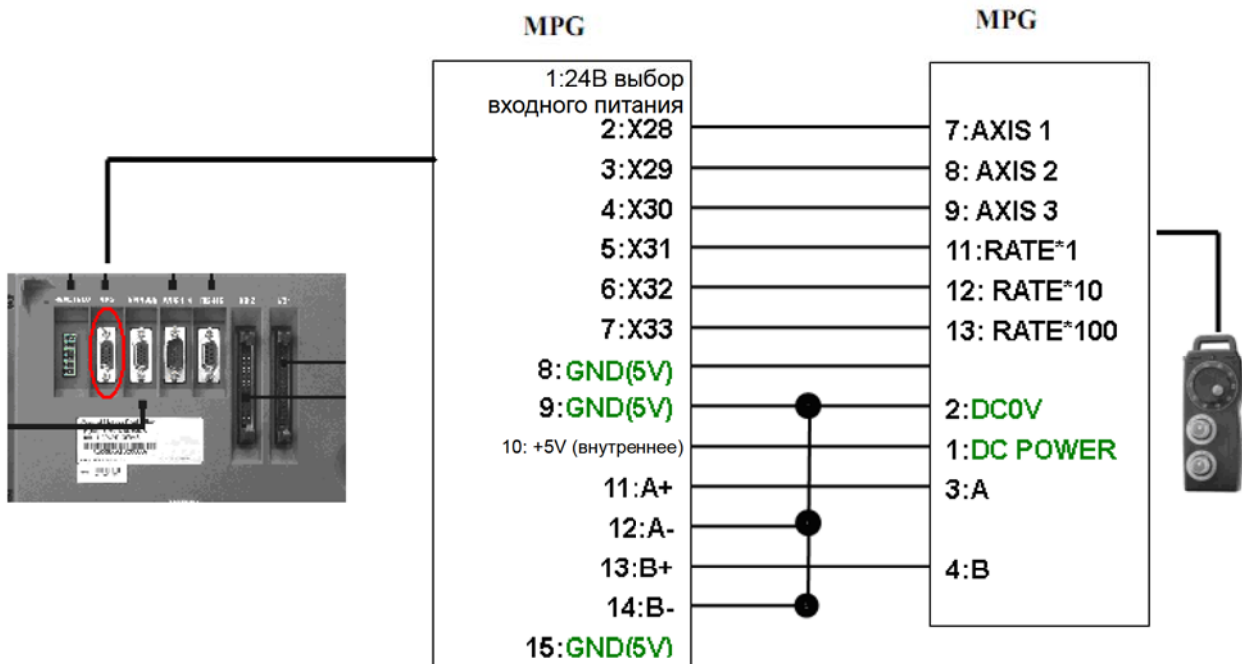 MPG
MPG
1:24В выбор
входного питания
2:X28
3:X29
4:X30
5:X31
6:X32
7:X33
8:GND(5V)
9:GND(5V)
10: +5V (внутреннее)
11:A+
12:A-
13:B+
14:B-
15:GND(5V)
7:AXIS 1
8: AXIS 2
9: AXIS 3
11:RATE*1
12: RATE*10
13: RATE*100
2:DC0V
1:DC POWER
3:A
4:B